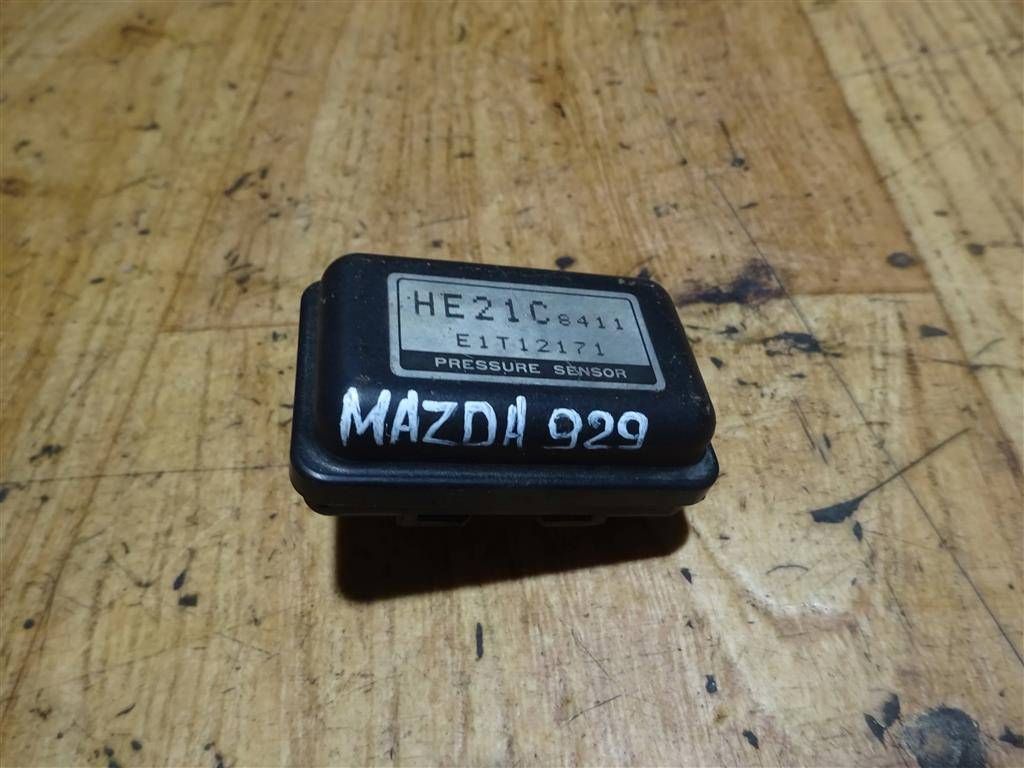 HE21C 8411
E1T12171
PRESSURE SENSOR
MAZDA 929